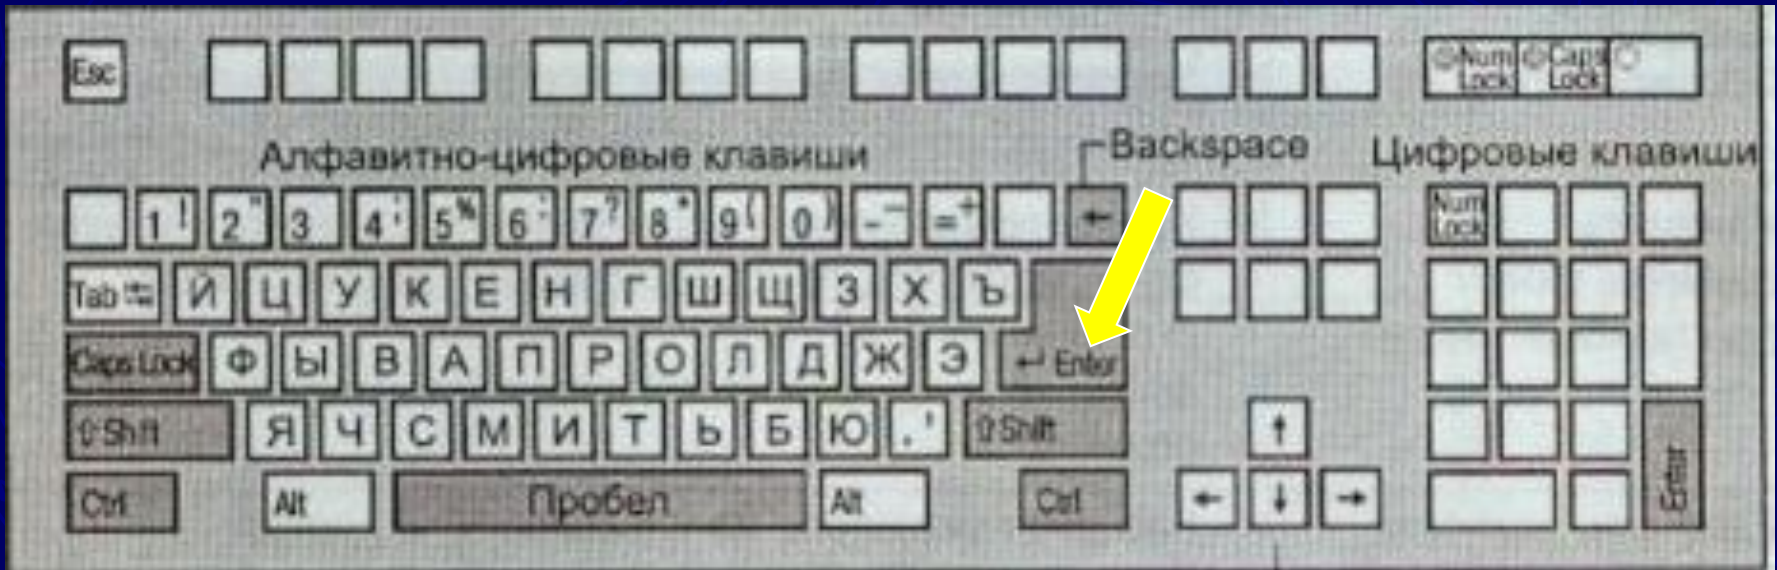 Esc Num Lock Caps Lock
Алфавитно-цифровые клавиши Backspace Цифровые клавиши
1 ! 2 " 3 4 ; 5 % 6 : 7 ? 8 * 9 ( 0 ) - — = + ← Num Lock
Tab Й Ц У К Е Н Г Ш Щ З Х Ъ
Caps Lock Ф Ы В А П Р О Л Д Ж Э ↵ Enter
⇧ Shift Я Ч С М И Т Ь Б Ю . ' ⇧ Shift ↑ Enter
Ctrl Alt Пробел Alt Ctrl ← ↓ →